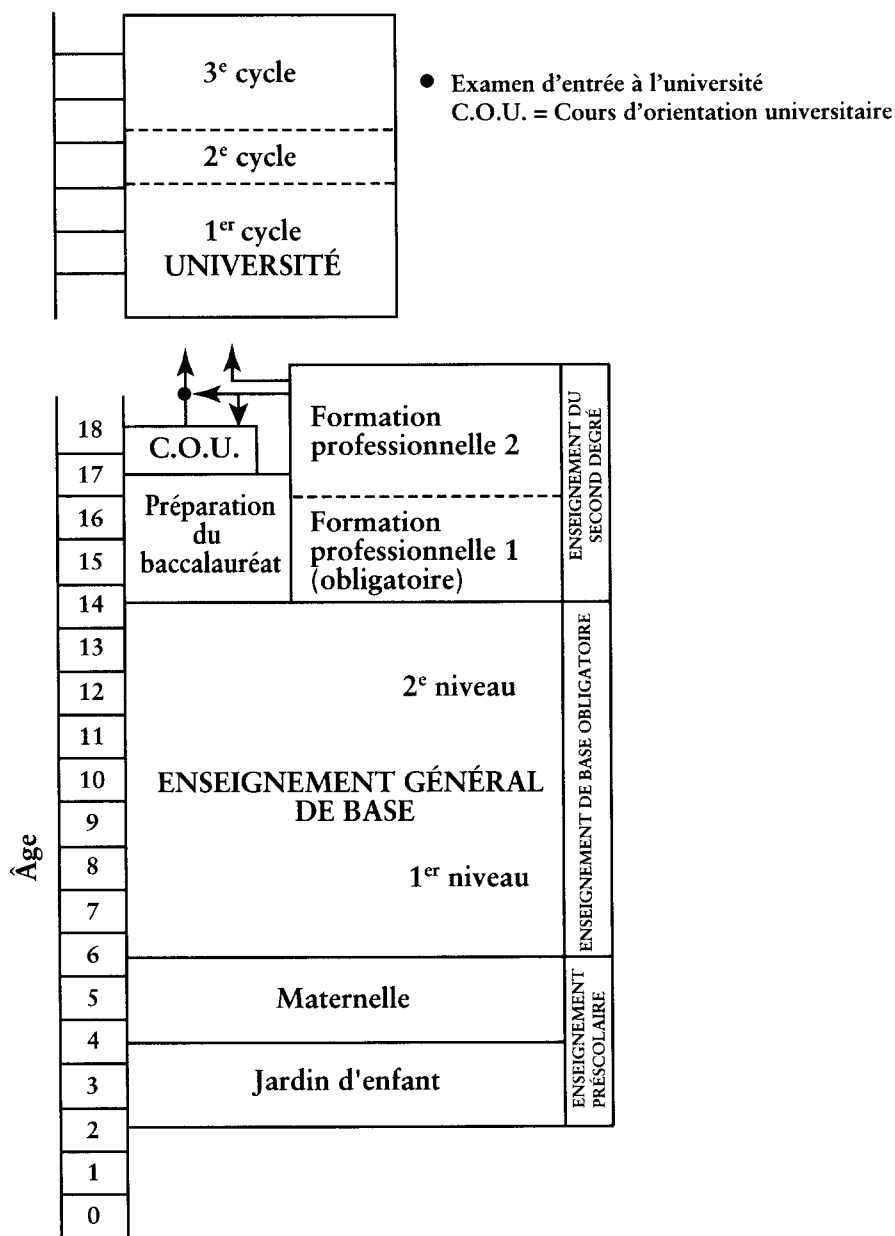 3e cycle
2e cycle
1er cycle
UNIVERSITÉ
● Examen d'entrée à l'université
C.O.U. = Cours d'orientation universitaire
18
17
16
15
14
13
12
11
10
9
8
7
6
5
4
3
2
1
0
Âge
C.O.U.
Préparation
du
baccalauréat
Formation
professionnelle 2
Formation
professionnelle 1
(obligatoire)
ENSEIGNEMENT DU
SECOND DEGRÉ
2e niveau
ENSEIGNEMENT GÉNÉRAL
DE BASE
1er niveau
ENSEIGNEMENT DE BASE OBLIGATOIRE
Maternelle
Jardin d'enfant
ENSEIGNEMENT
PRÉSCOLAIRE